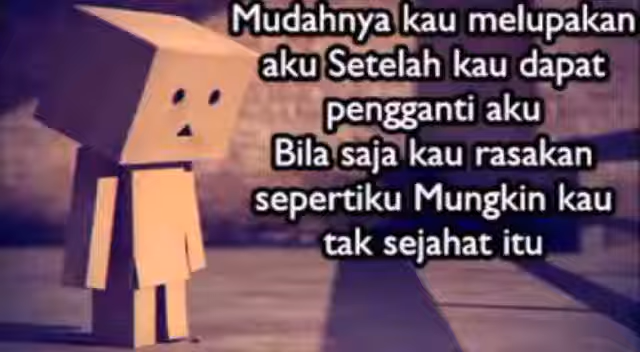 Mudahnya kau melupakan
aku Setelah kau dapat
pengganti aku
Bila saja kau rasakan
sepertiku Mungkin kau
tak sejahat itu